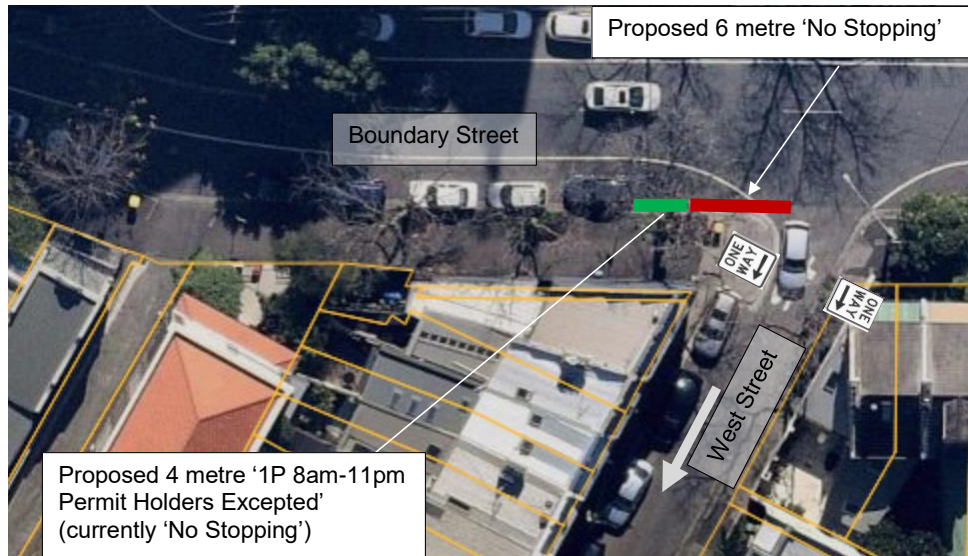 Proposed 6 metre ‘No Stopping’
Boundary Street
ONE
WAY
ONE
WAY
West Street
Proposed 4 metre ‘1P 8am-11pm
Permit Holders Excepted’
(currently ‘No Stopping’)